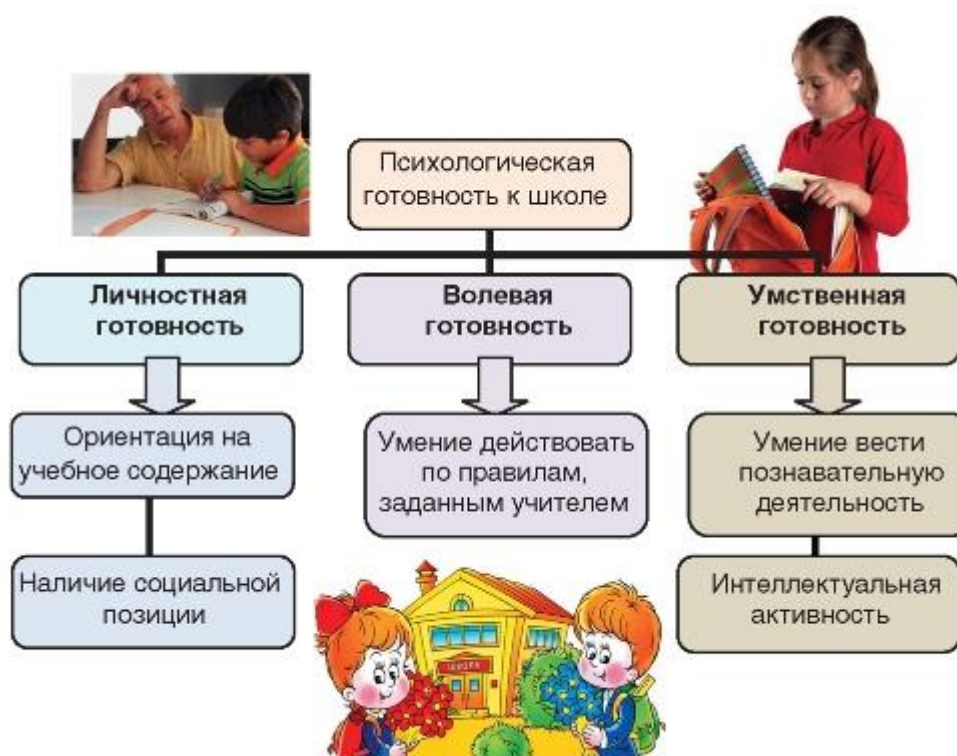 Психологическая
готовность к школе
Личностная
готовность
Волевая
готовность
Умственная
готовность
Ориентация на
учебное содержание
Умение действовать
по правилам,
заданным учителем
Умение вести
познавательную
деятельность
Наличие социальной
позиции
Интеллектуальная
активность
ШКОЛА